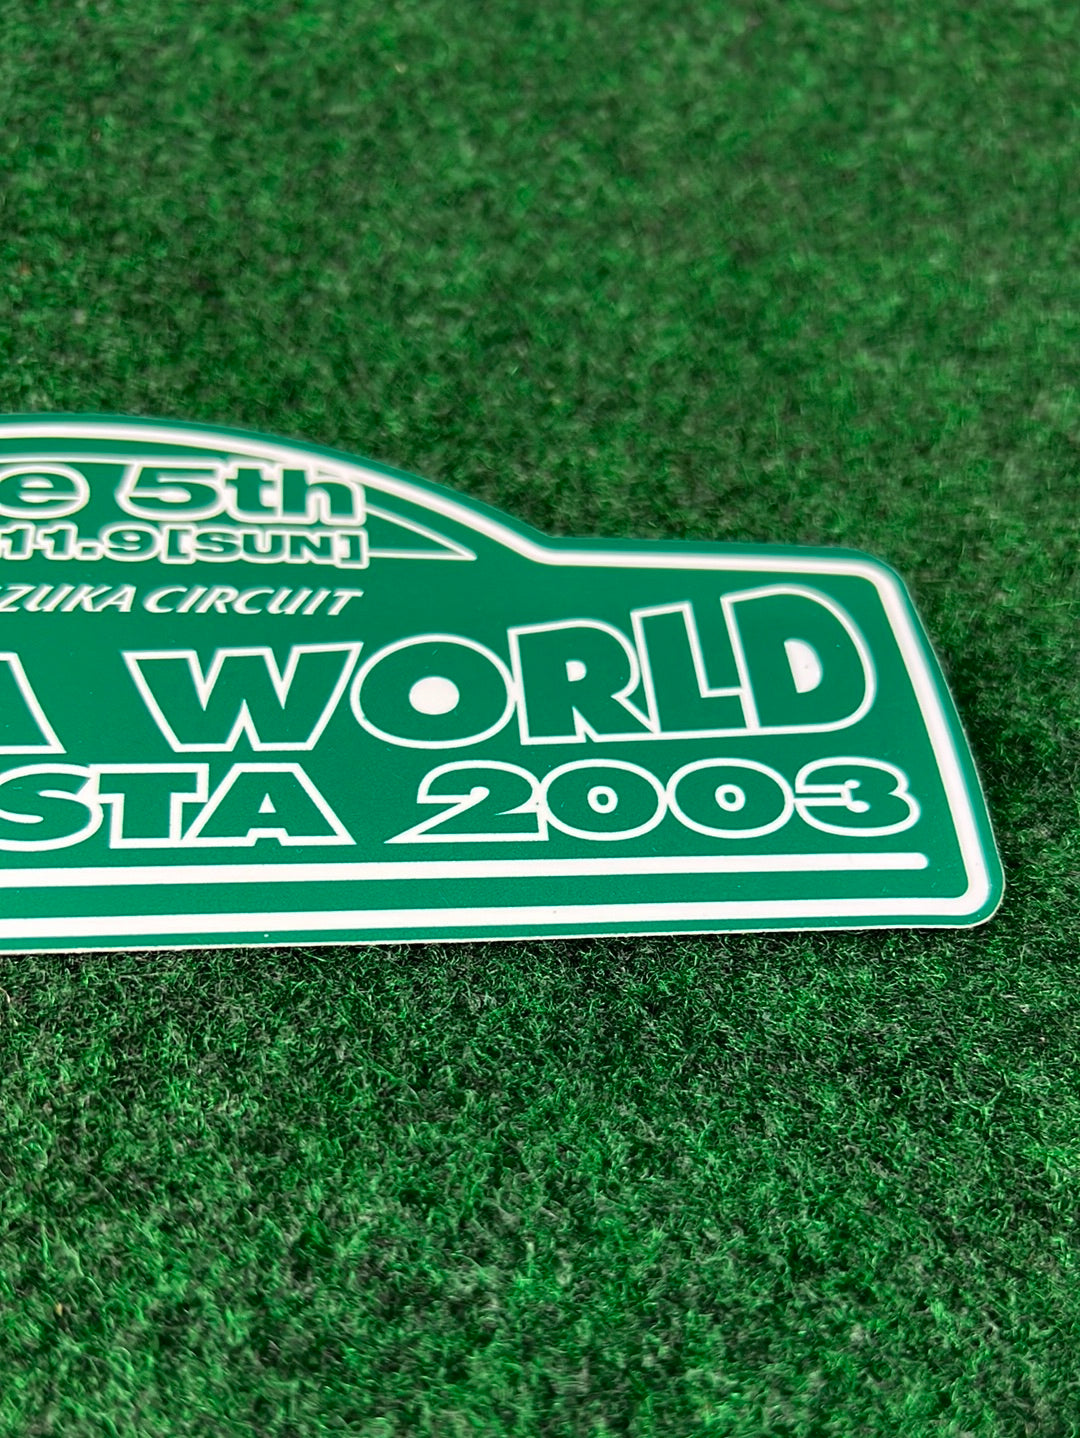 e 5th
11.9[SUN]
ZUKA CIRCUIT
A WORLD
STA 2003